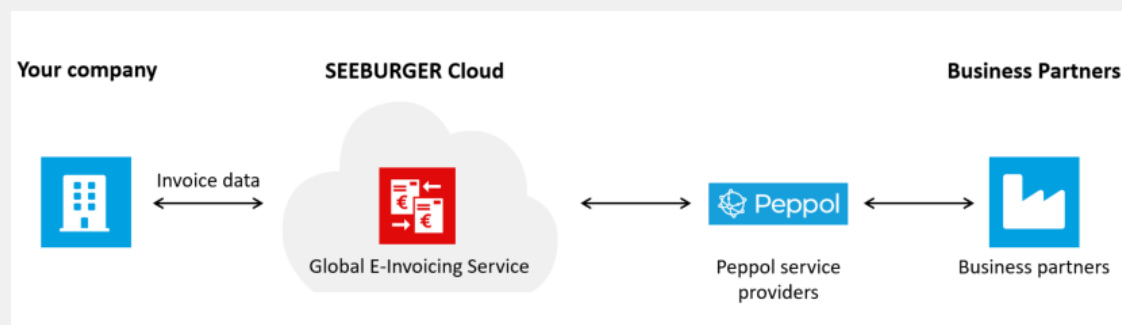 Your company
SEEBURGER Cloud
Business Partners
Invoice data
€
€
Peppol
Global E-Invoicing Service
Peppol service
providers
Business partners